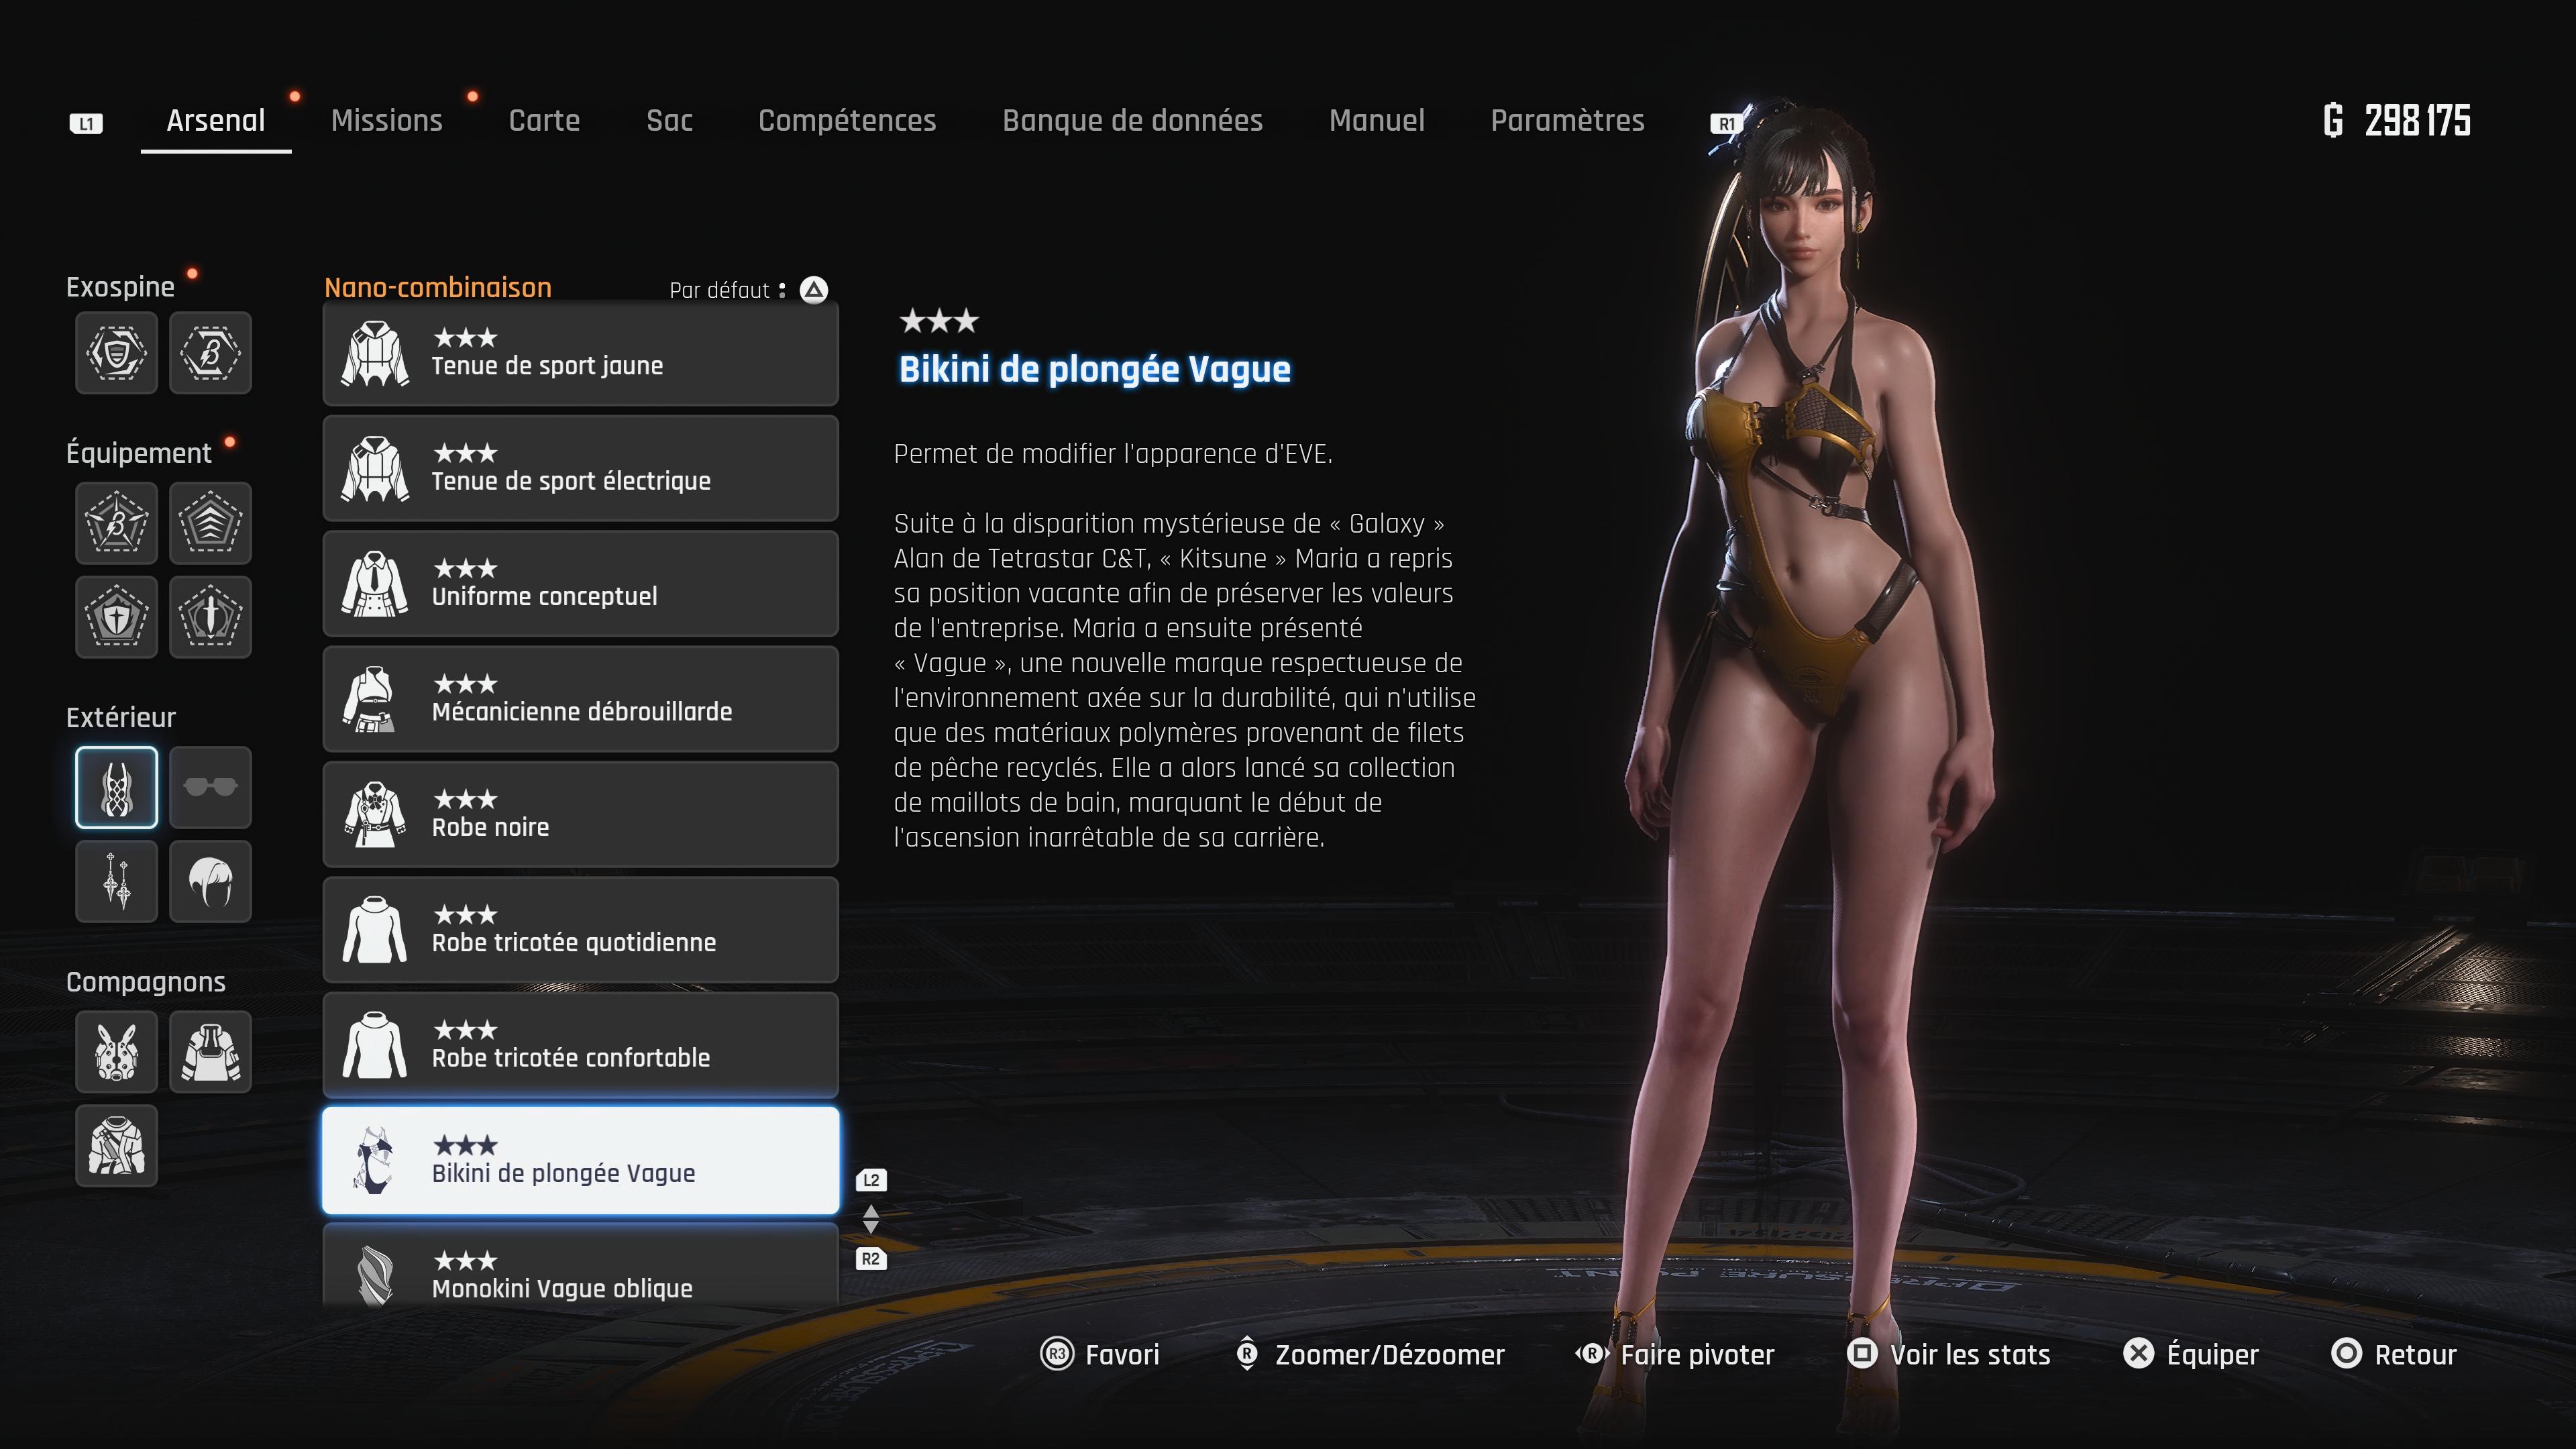 L1
Arsenal
Missions
Carte
Sac
Compétences
Banque de données
Manuel
Paramètres
R1
298175
Exospine
Équipement
Extérieur
Compagnons
Nano-combinaison
Par défaut :
Tenue de sport jaune
Tenue de sport électrique
Uniforme conceptuel
Mécanicienne débrouillarde
Robe noire
Robe tricotée quotidienne
Robe tricotée confortable
Bikini de plongée Vague
Monokini Vague oblique
L2
R2
Bikini de plongée Vague
Permet de modifier l'apparence d'EVE.
Suite à la disparition mystérieuse de « Galaxy »
Alan de Tetrastar C&T, « Kitsune » Maria a repris
sa position vacante afin de préserver les valeurs
de l'entreprise. Maria a ensuite présenté
« Vague », une nouvelle marque respectueuse de
l'environnement axée sur la durabilité, qui n'utilise
que des matériaux polymères provenant de filets
de pêche recyclés. Elle a alors lancé sa collection
de maillots de bain, marquant le début de
l'ascension inarrêtable de sa carrière.
R3 Favori
R Zoomer/Dézoomer
R Faire pivoter
Voir les stats
Équiper
Retour